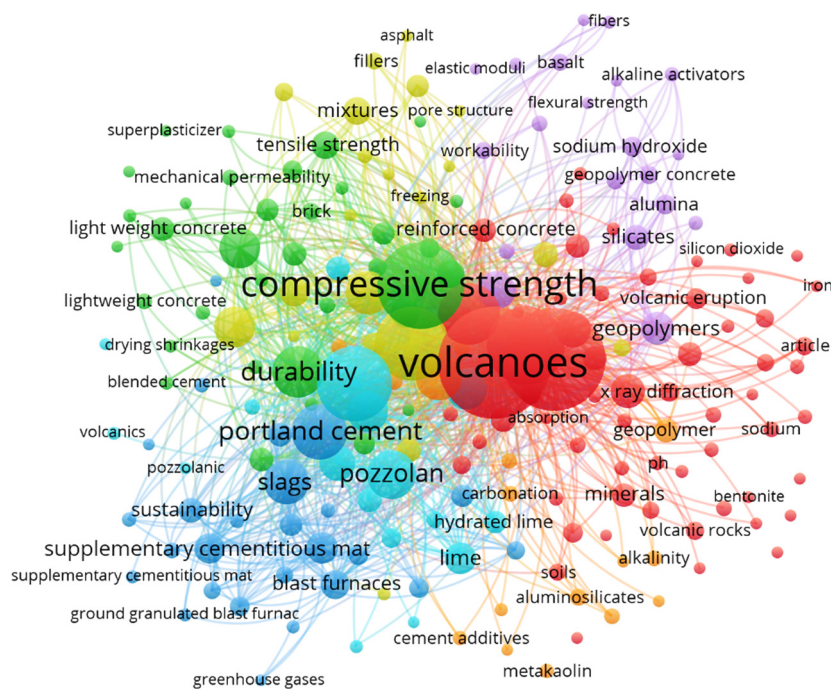 fibers
asphalt
fillers
elastic moduli
basalt
alkaline activators
mixtures
pore structure
flexural strength
superplasticizer
tensile strength
workability
sodium hydroxide
mechanical permeability
geopolymer concrete
freezing
brick
alumina
light weight concrete
reinforced concrete
silicates
silicon dioxide
compressive strength
iron
lightweight concrete
volcanic eruption
geopolymers
drying shrinkages
article
volcanoes
durability
blended cement
x ray diffraction
absorption
volcanics
portland cement
geopolymer
sodium
pozzolanic
pozzolan
ph
slags
carbonation
minerals
bentonite
sustainability
hydrated lime
volcanic rocks
supplementary cementitious mat
lime
alkalinity
supplementary cementitious mat
blast furnaces
soils
aluminosilicates
ground granulated blast furnac
cement additives
greenhouse gases
metakaolin